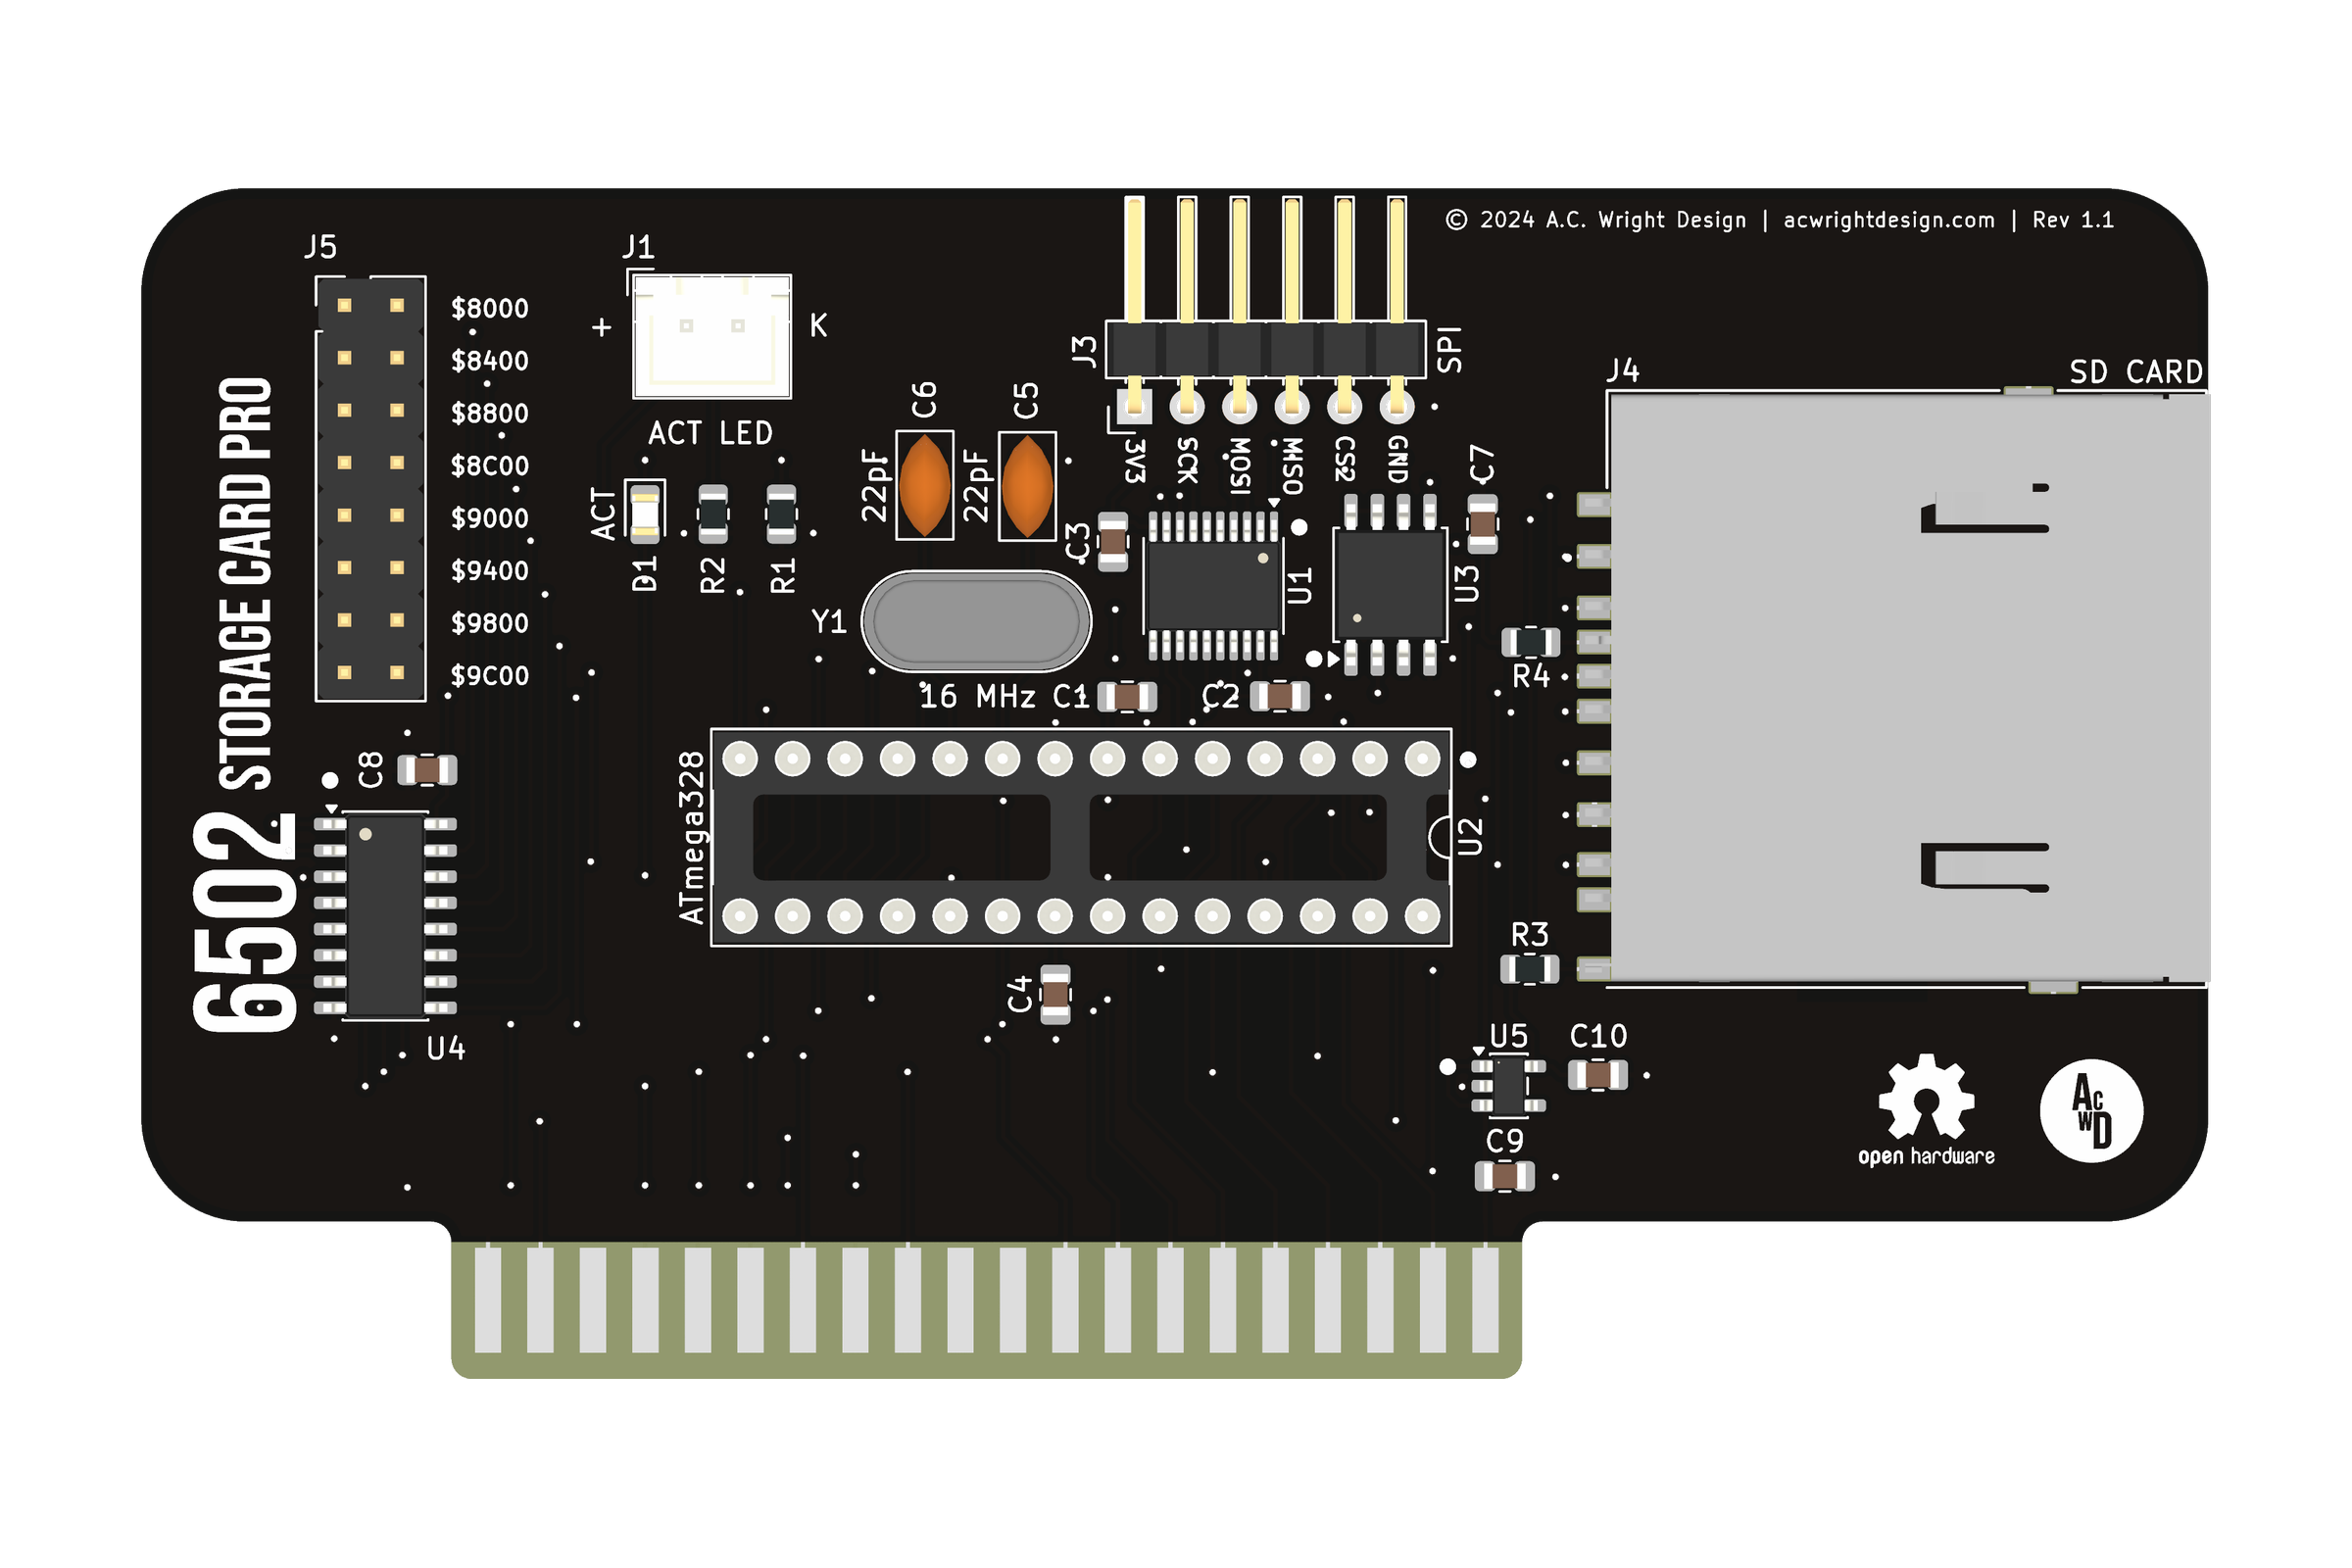 © 2024 A.C. Wright Design | acwrightdesign.com | Rev 1.1
J5
$8000
$8400
$8800
$8C00
$9000
$9400
$9800
$9C00
J1
+
K
ACT LED
ACT
D1
R2
R1
C6
22pF
C5
22pF
Y1
16 MHz
J3
SPI
3V3
SCK
MOSI
MISO
CS2
GND
C3
U1
U3
C7
C1
C2
J4
SD CARD
R4
6502
STORAGE CARD PRO
C8
U4
ATmega328
U2
C4
R3
U5
C10
C9
open hardware
AC
WD